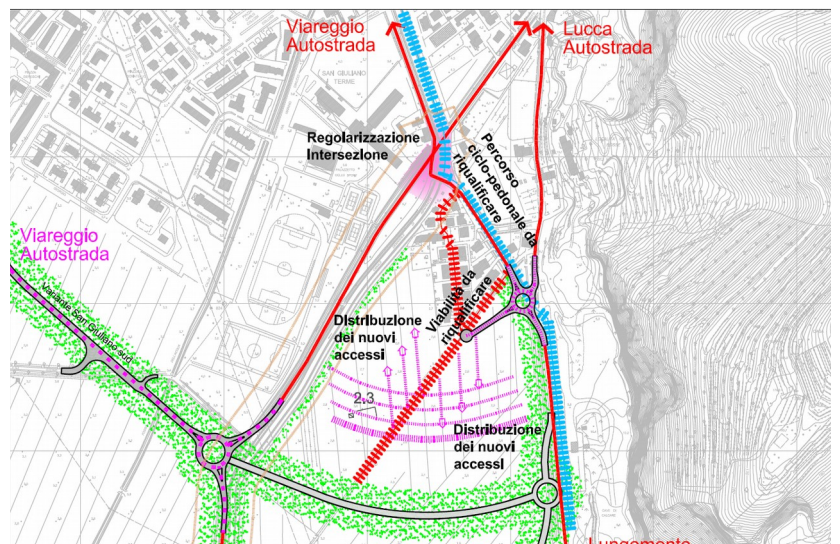 Viareggio
Autostrada
Lucca
Autostrada
SAN GIULIANO
TERME
Regolarizzazione
Intersezione
Percorso
ciclo-pedonale da
riqualificare
Viareggio
Autostrada
Variante San Giuliano sud
Viabilità da
riqualificare
Distribuzione
dei nuovi
accessi
2.3
Distribuzione
dei nuovi
accessi
Lungomonte